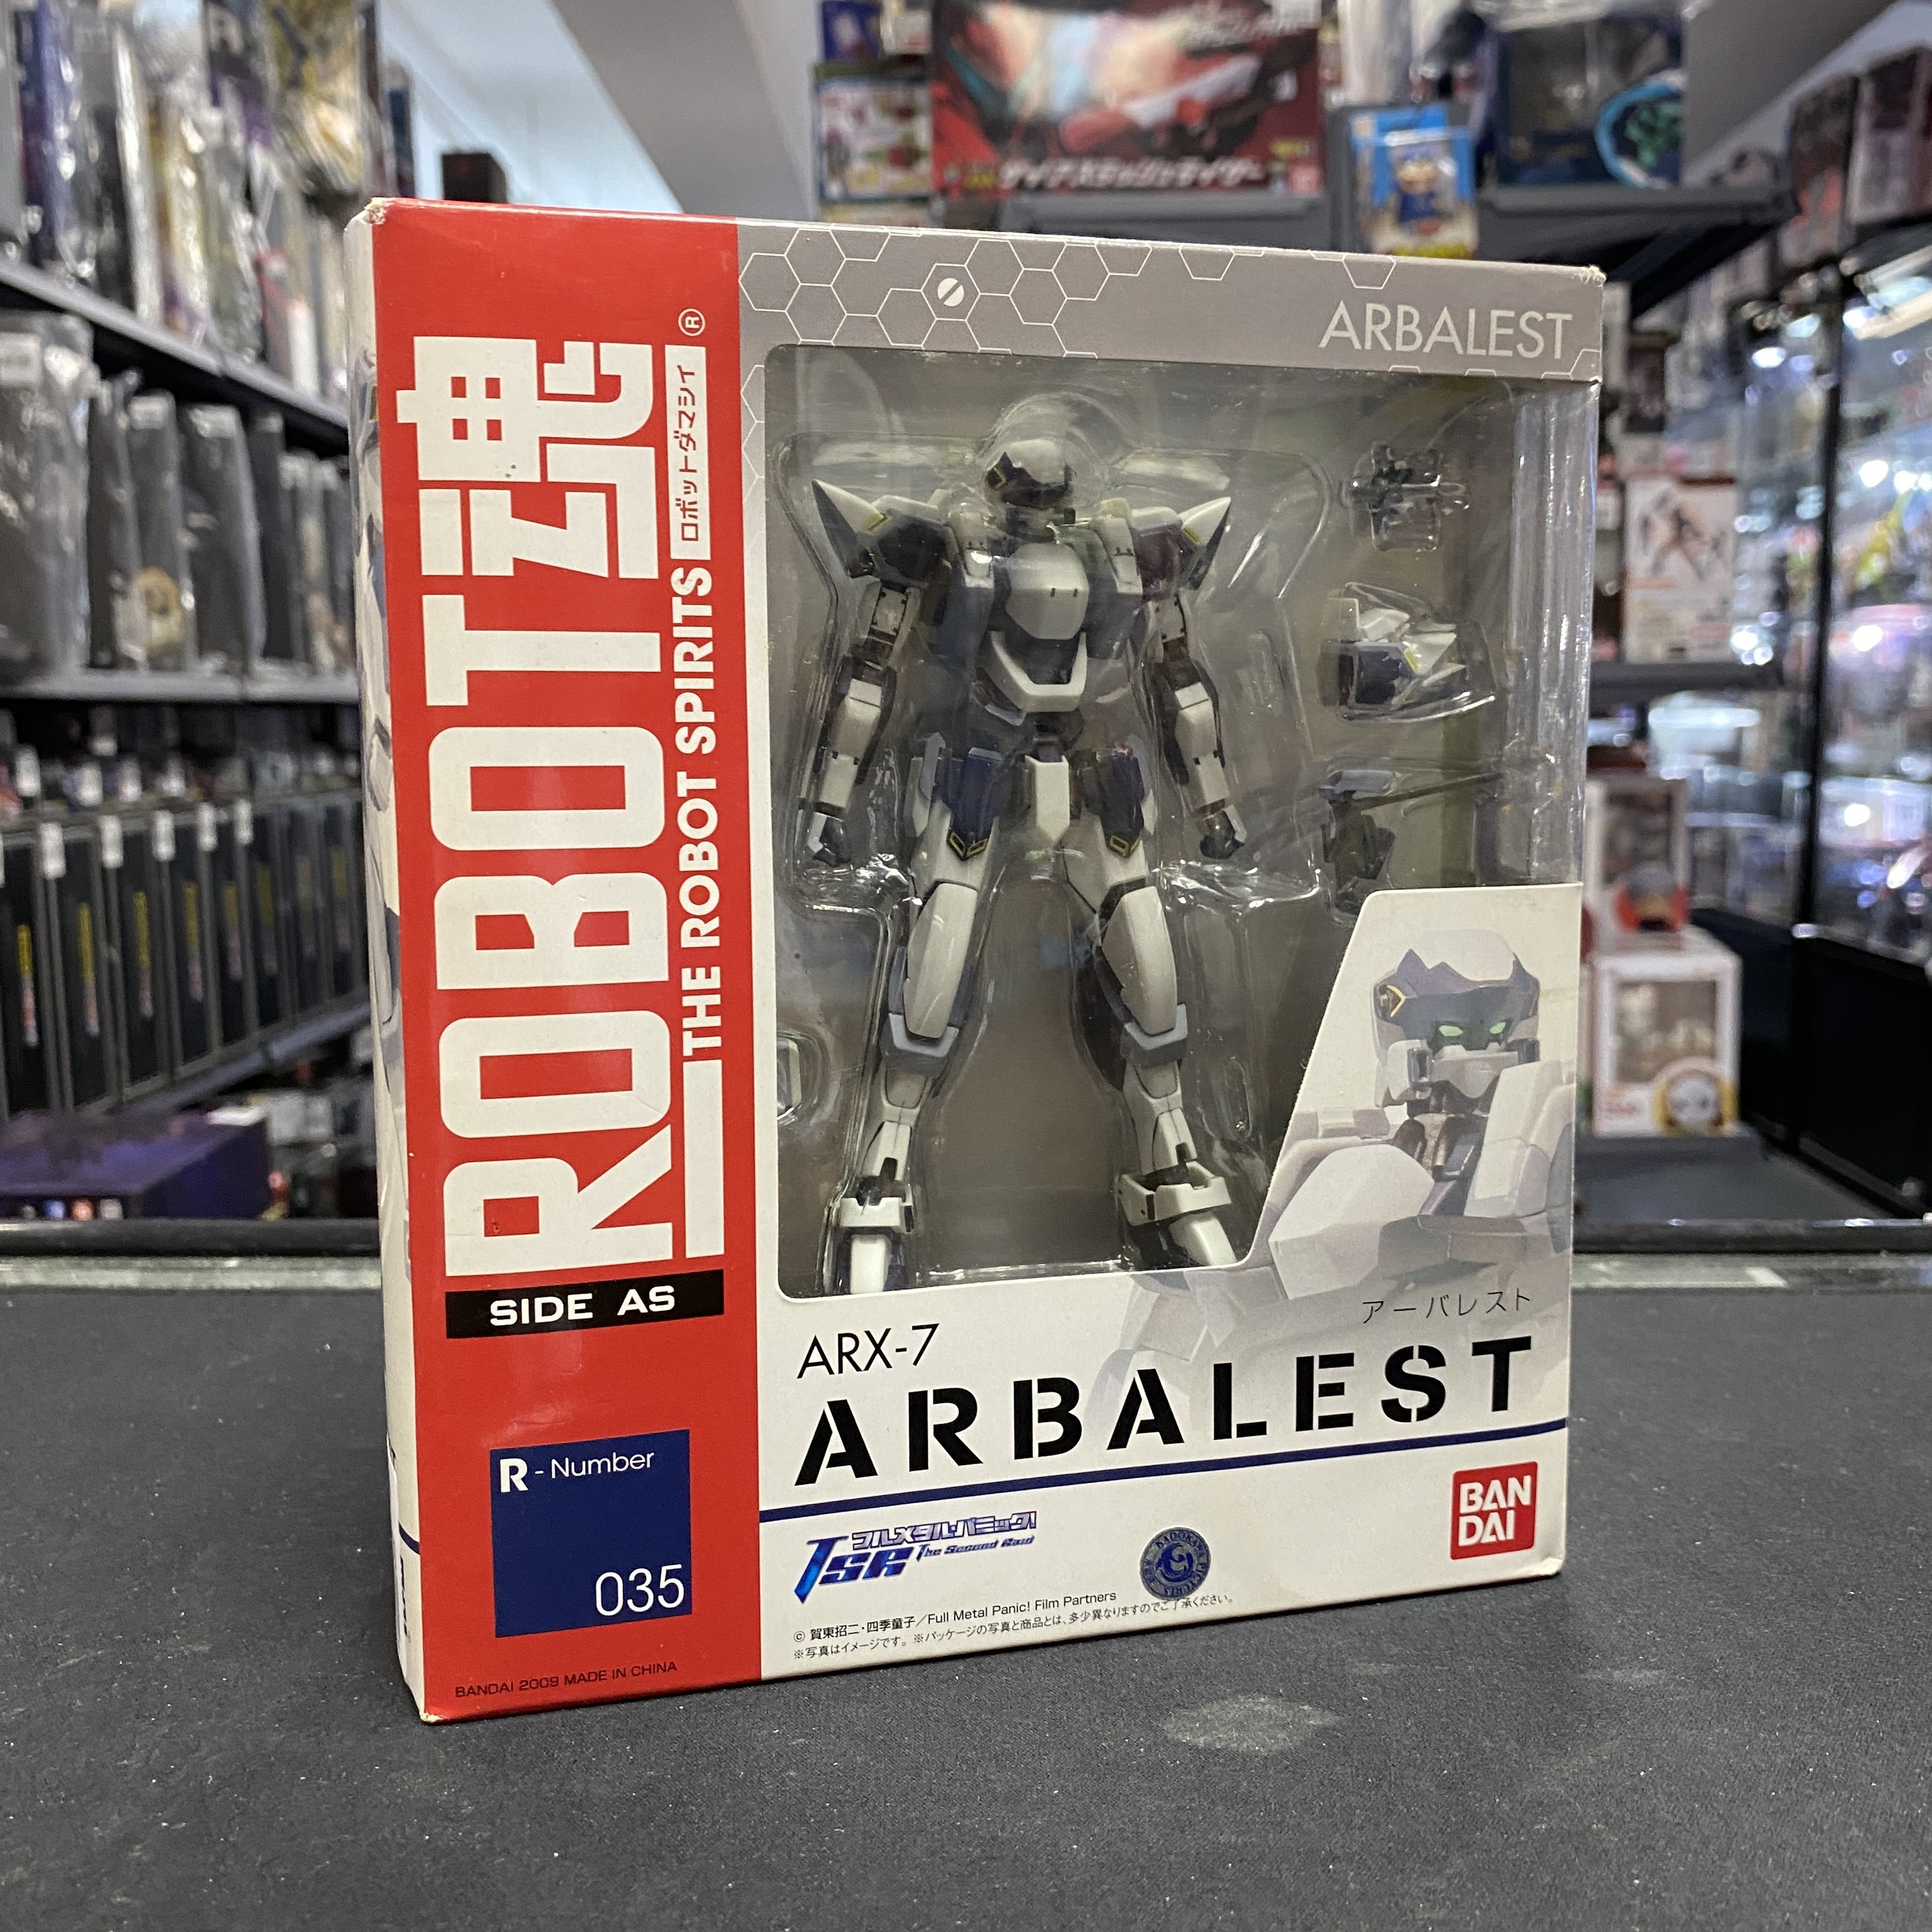 ROBOT魂
®
ロボットダマシイ
THE ROBOT SPIRITS
SIDE AS
R - Number
035
BANDAI 2009 MADE IN CHINA
ARBALEST
アーバレスト
ARX-7
ARBALEST
フルメタル・パニック!
TSR The Second Raid
BAN
DAI
© 賀東招二・四季童子／Full Metal Panic! Film Partners
※写真はイメージです。 ※パッケージの写真と商品とは、多少異なりますのでご了承ください。